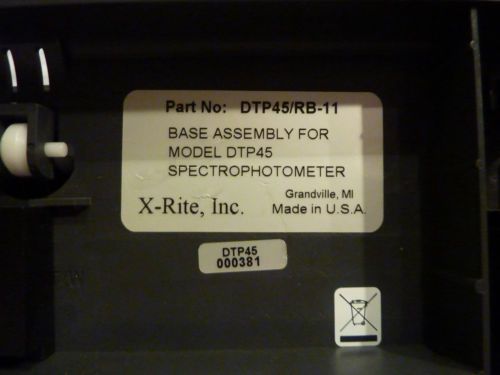 Part No: DTP45/RB-11
BASE ASSEMBLY FOR
MODEL DTP45
SPECTROPHOTOMETER
X-Rite, Inc.
Grandville, MI
Made in U.S.A.
DTP45
000381